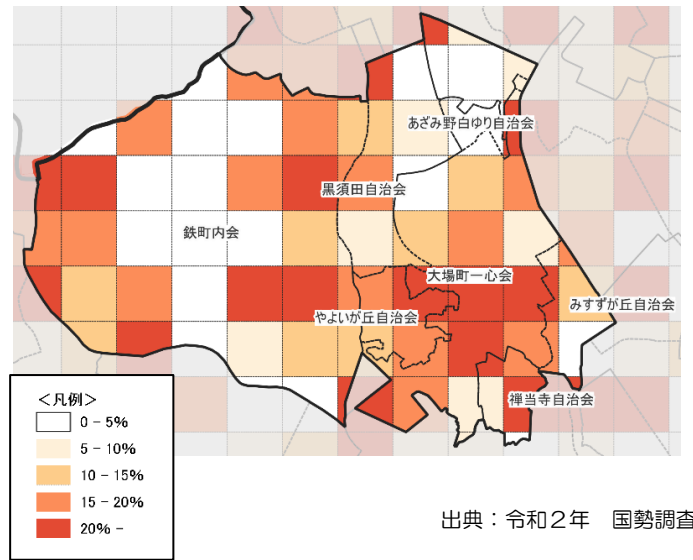 あざみ野白ゆり自治会
黒須田自治会
鉄町内会
大場町一心会
みすずが丘自治会
やよいが丘自治会
禅当寺自治会
<凡例>
0 - 5%
5 - 10%
10 - 15%
15 - 20%
20% -
出典：令和２年　国勢調査